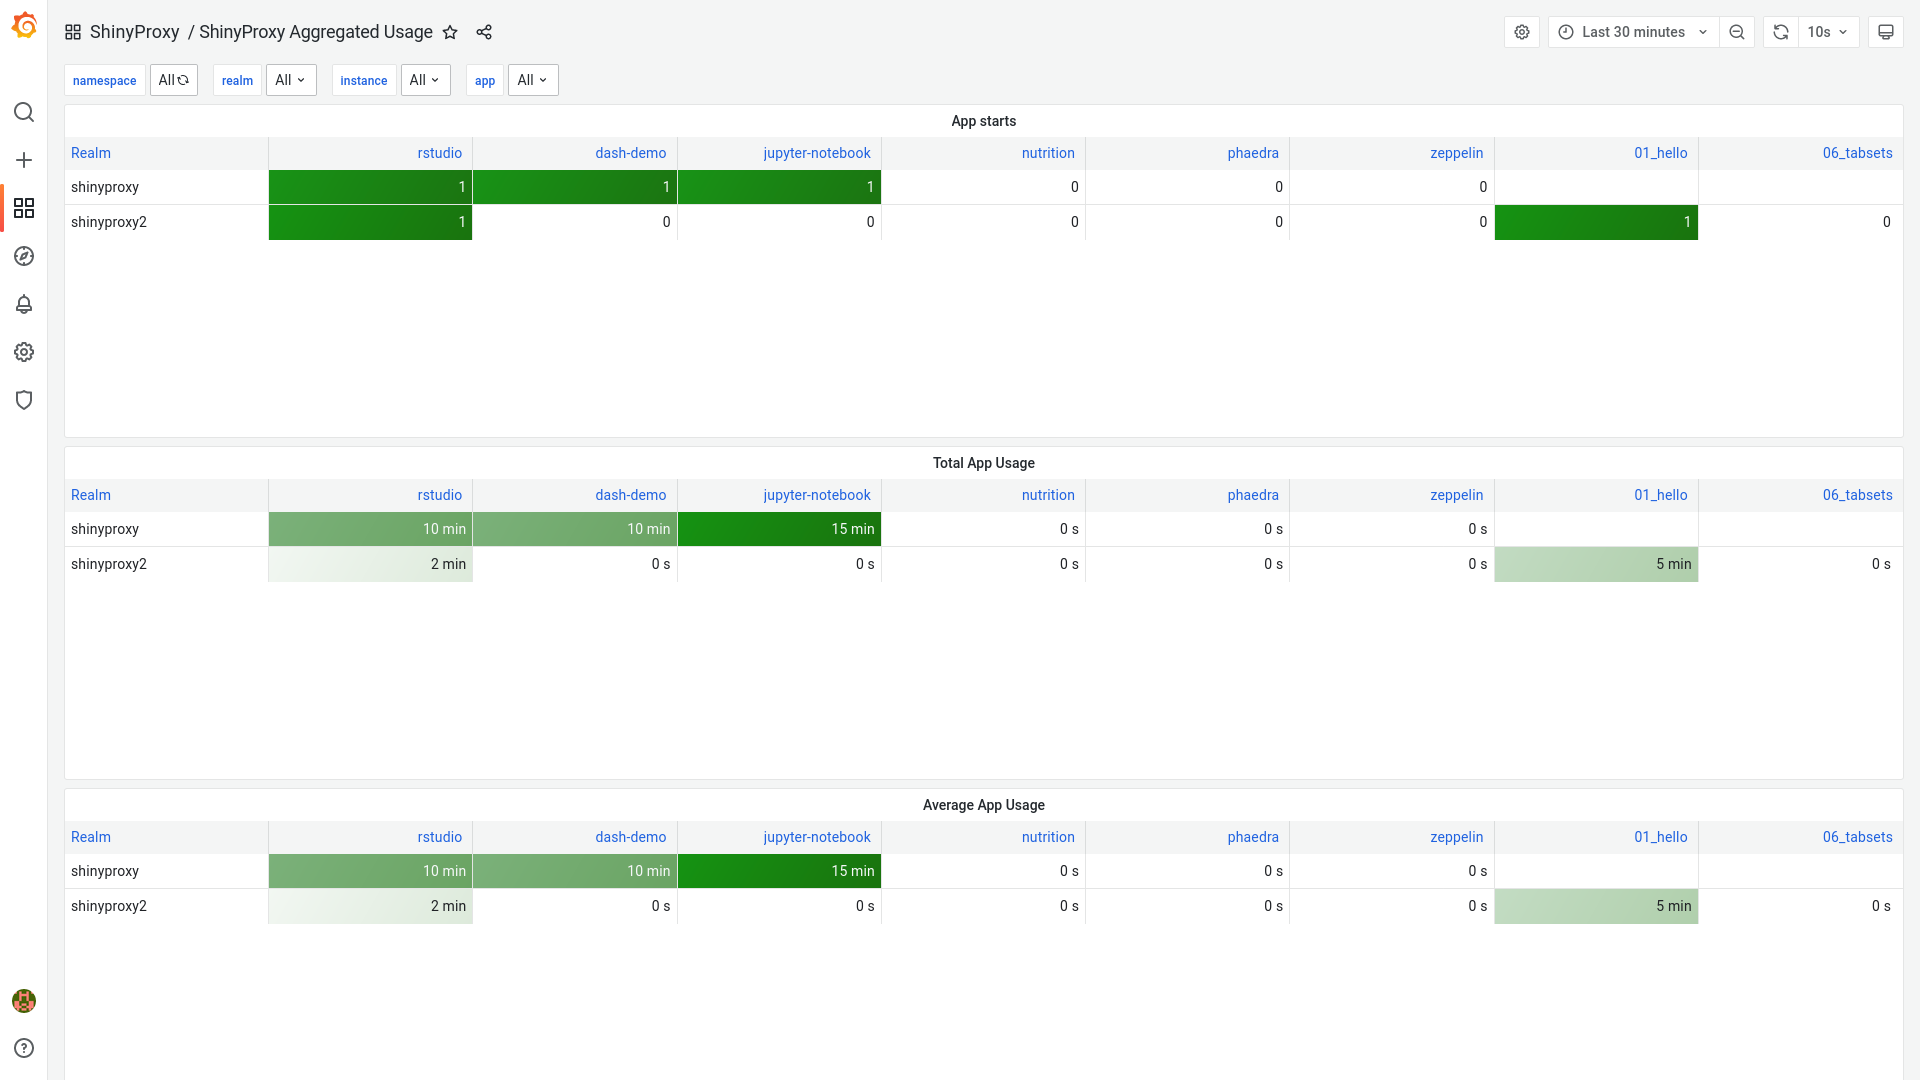 ShinyProxy / ShinyProxy Aggregated Usage
Last 30 minutes 10s
namespace All realm All instance All app All
App starts
Realm rstudio dash-demo jupyter-notebook nutrition phaedra zeppelin 01_hello 06_tabsets
shinyproxy 1 1 1 0 0 0
shinyproxy2 1 0 0 0 0 0 1 0
Total App Usage
Realm rstudio dash-demo jupyter-notebook nutrition phaedra zeppelin 01_hello 06_tabsets
shinyproxy 10 min 10 min 15 min 0 s 0 s 0 s
shinyproxy2 2 min 0 s 0 s 0 s 0 s 0 s 5 min 0 s
Average App Usage
Realm rstudio dash-demo jupyter-notebook nutrition phaedra zeppelin 01_hello 06_tabsets
shinyproxy 10 min 10 min 15 min 0 s 0 s 0 s
shinyproxy2 2 min 0 s 0 s 0 s 0 s 0 s 5 min 0 s